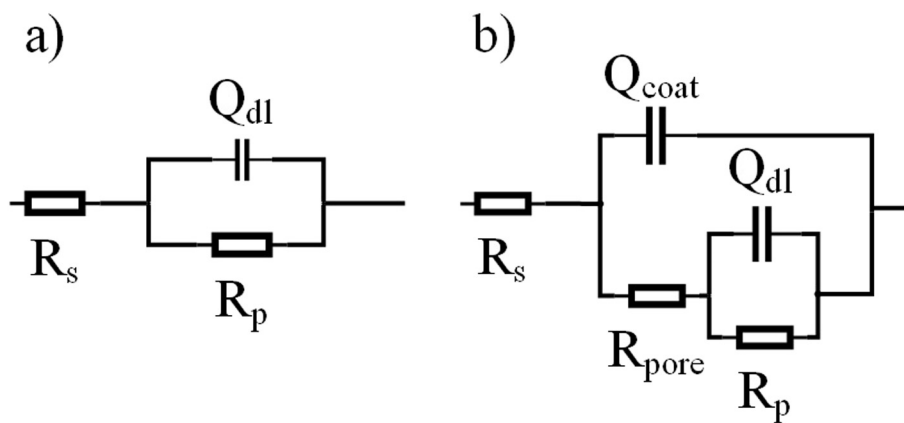 a)
Q_dl
R_s
R_p
b)
Q_coat
Q_dl
R_s
R_pore
R_p